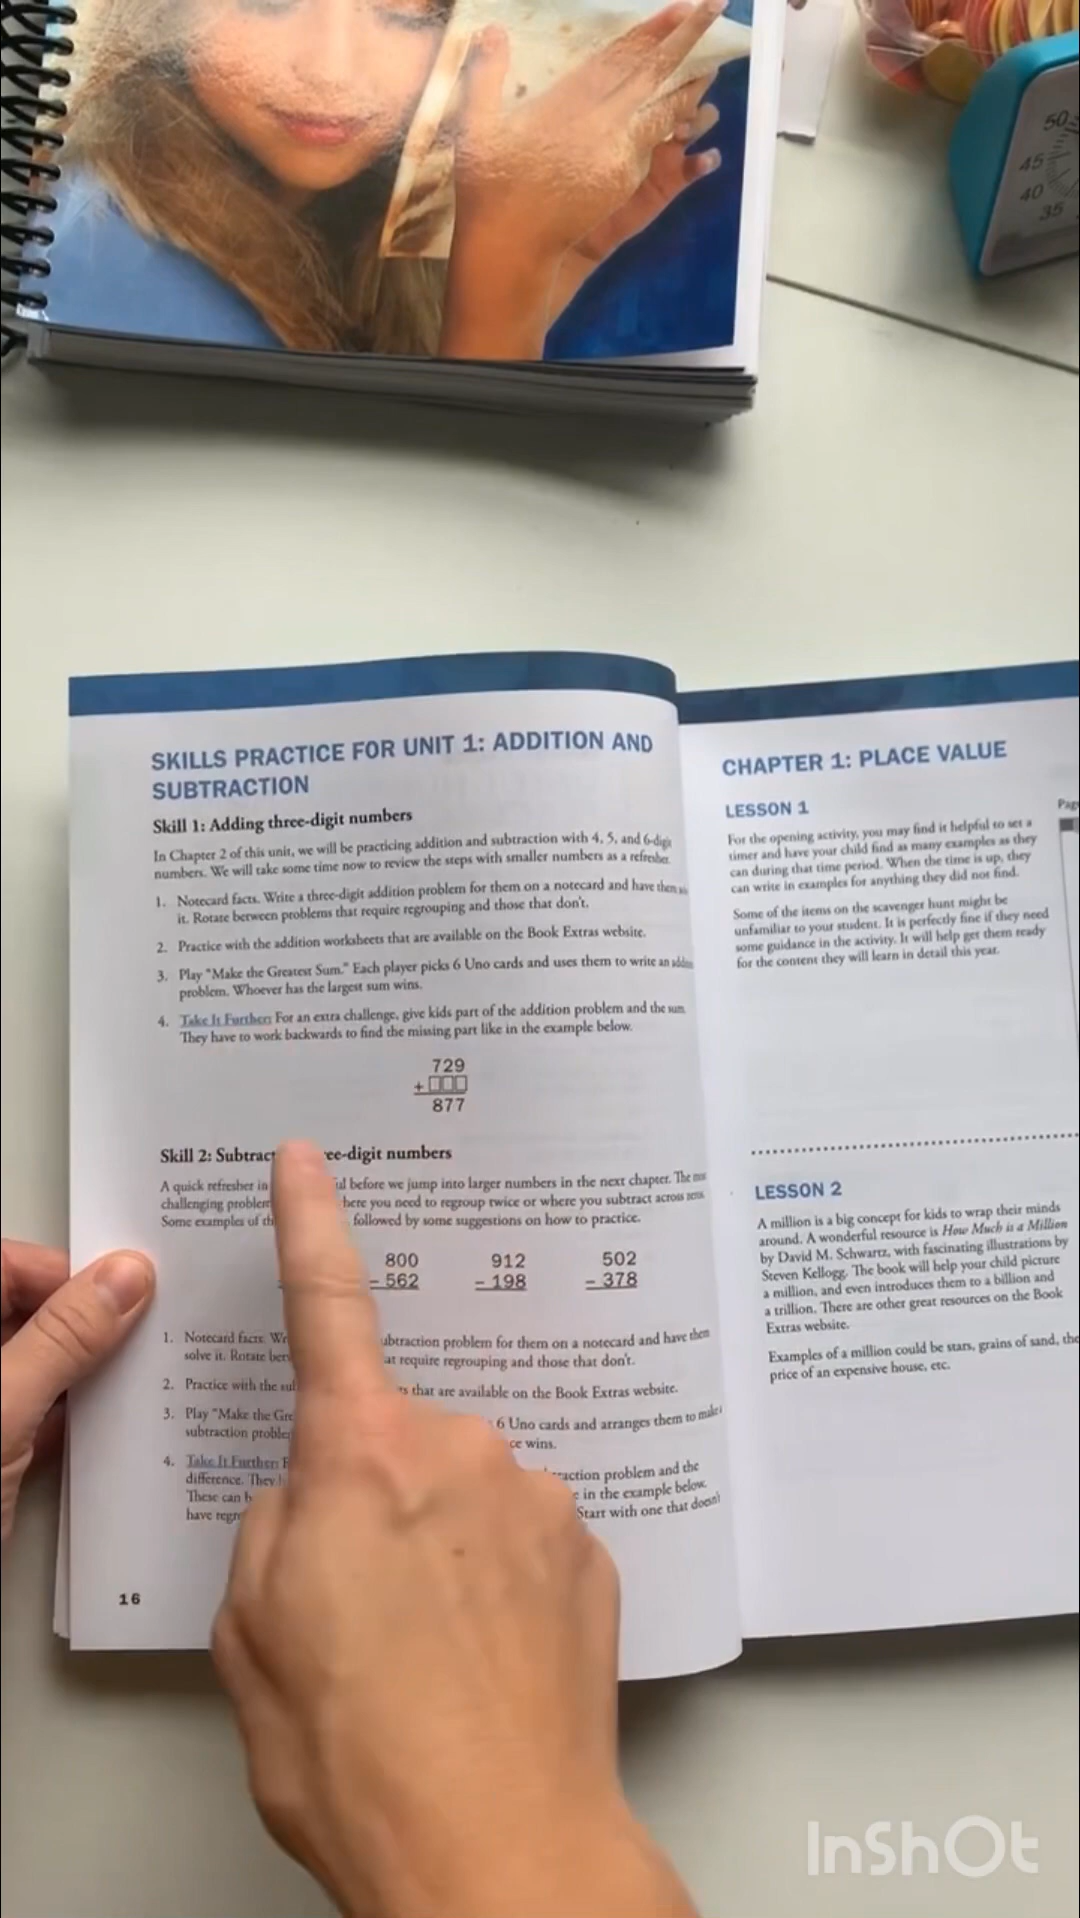 50
45
40
35
SKILLS PRACTICE FOR UNIT 1: ADDITION AND
SUBTRACTION
Skill 1: Adding three-digit numbers
In Chapter 2 of this unit, we will be practicing addition and subtraction with 4, 5, and 6-digit
numbers. We will take some time now to review the steps with smaller numbers as a refresher.
1. Notecard facts. Write a three-digit addition problem for them on a notecard and have them
it. Rotate between problems that require regrouping and those that don't.
2. Practice with the addition worksheets that are available on the Book Extras website.
3. Play "Make the Greatest Sum." Each player picks 6 Uno cards and uses them to write an
problem. Whoever has the largest sum wins.
4. Take It Further: For an extra challenge, give kids part of the addition problem and the sum.
They have to work backwards to find the missing part like in the example below.
729
+
877
Skill 2: Subtract ree-digit numbers
A quick refresher in ul before we jump into larger numbers in the next chapter. The
challenging problem here you need to regroup twice or where you subtract across
Some examples of th followed by some suggestions on how to practice.
800 912 502
- 562 - 198 - 378
1. Notecard facts. Wr ubtraction problem for them on a notecard and have them
solve it. Rotate be at require regrouping and those that don't.
2. Practice with the su s that are available on the Book Extras website.
3. Play "Make the Gre 6 Uno cards and arranges them to make
subtraction proble ce wins.
4. Take It Further: raction problem and the
difference. They in the example below.
These can b Start with one that doesn't
have regr
16
CHAPTER 1: PLACE VALUE
LESSON 1
For the opening activity, you may find it helpful to set a
timer and have your child find as many examples as they
can during that time period. When the time is up, they
can write in examples for anything they did not find.
Some of the items on the scavenger hunt might be
unfamiliar to your student. It is perfectly fine if they need
some guidance in the activity. It will help get them ready
for the content they will learn in detail this year.
Pag
LESSON 2
A million is a big concept for kids to wrap their minds
around. A wonderful resource is How Much is a Million
by David M. Schwartz, with fascinating illustrations by
Steven Kellogg. The book will help your child picture
a million, and even introduces them to a billion and
a trillion. There are other great resources on the Book
Extras website.
Examples of a million could be stars, grains of sand, the
price of an expensive house, etc.
InShOt